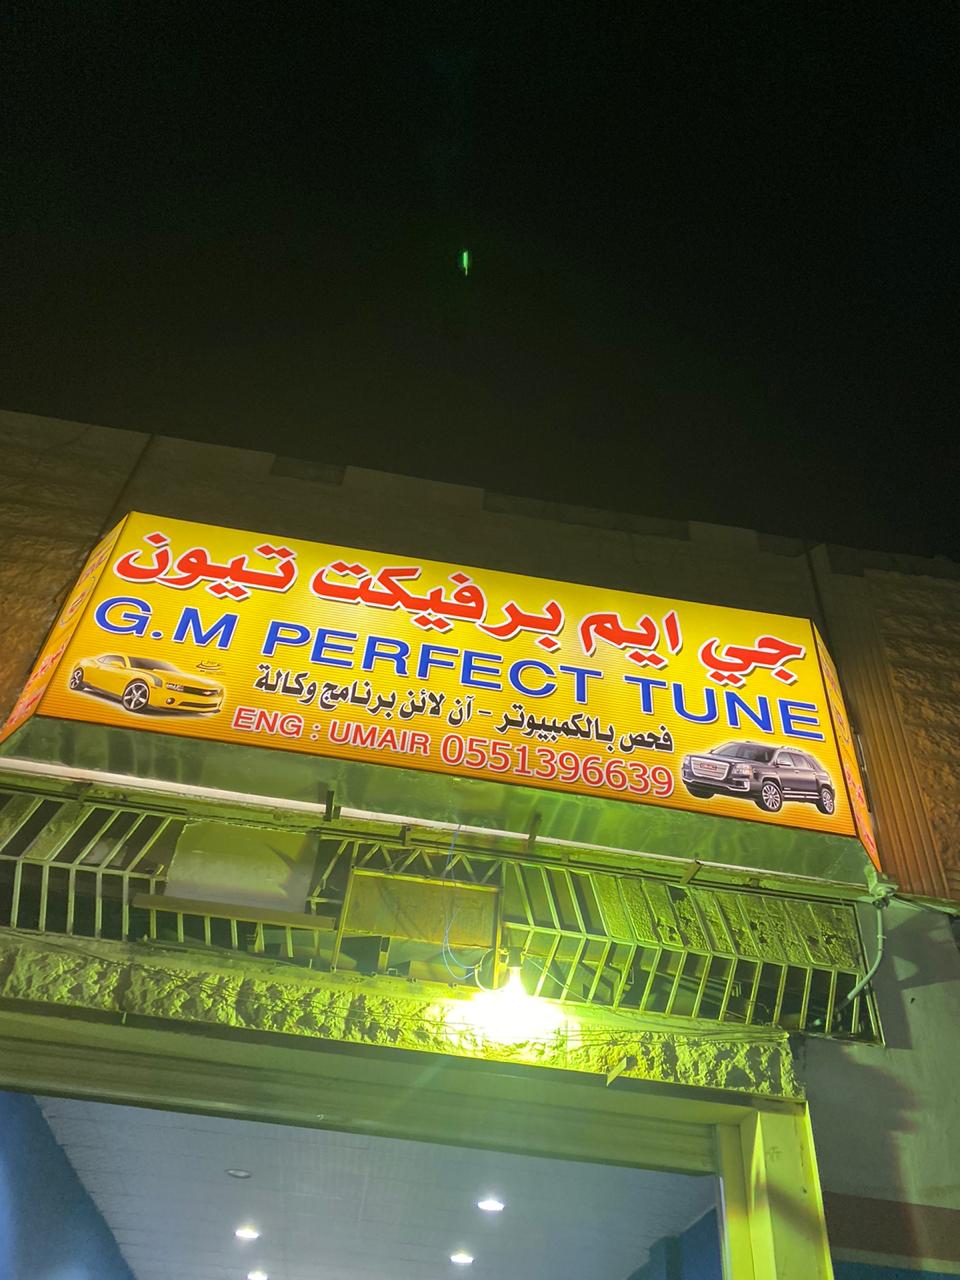 جي ايم برفيكت تيون
G.M PERFECT TUNE
فحص بالكمبيوتر - آن لائن برنامج وكالة
ENG : UMAIR 0551396639